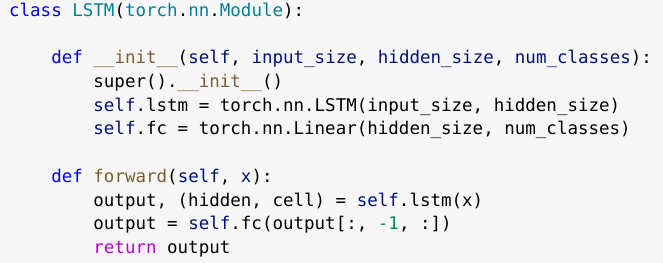 class LSTM(torch.nn.Module):
    def __init__(self, input_size, hidden_size, num_classes):
        super().__init__()
        self.lstm = torch.nn.LSTM(input_size, hidden_size)
        self.fc = torch.nn.Linear(hidden_size, num_classes)
    def forward(self, x):
        output, (hidden, cell) = self.lstm(x)
        output = self.fc(output[:, -1, :])
        return output